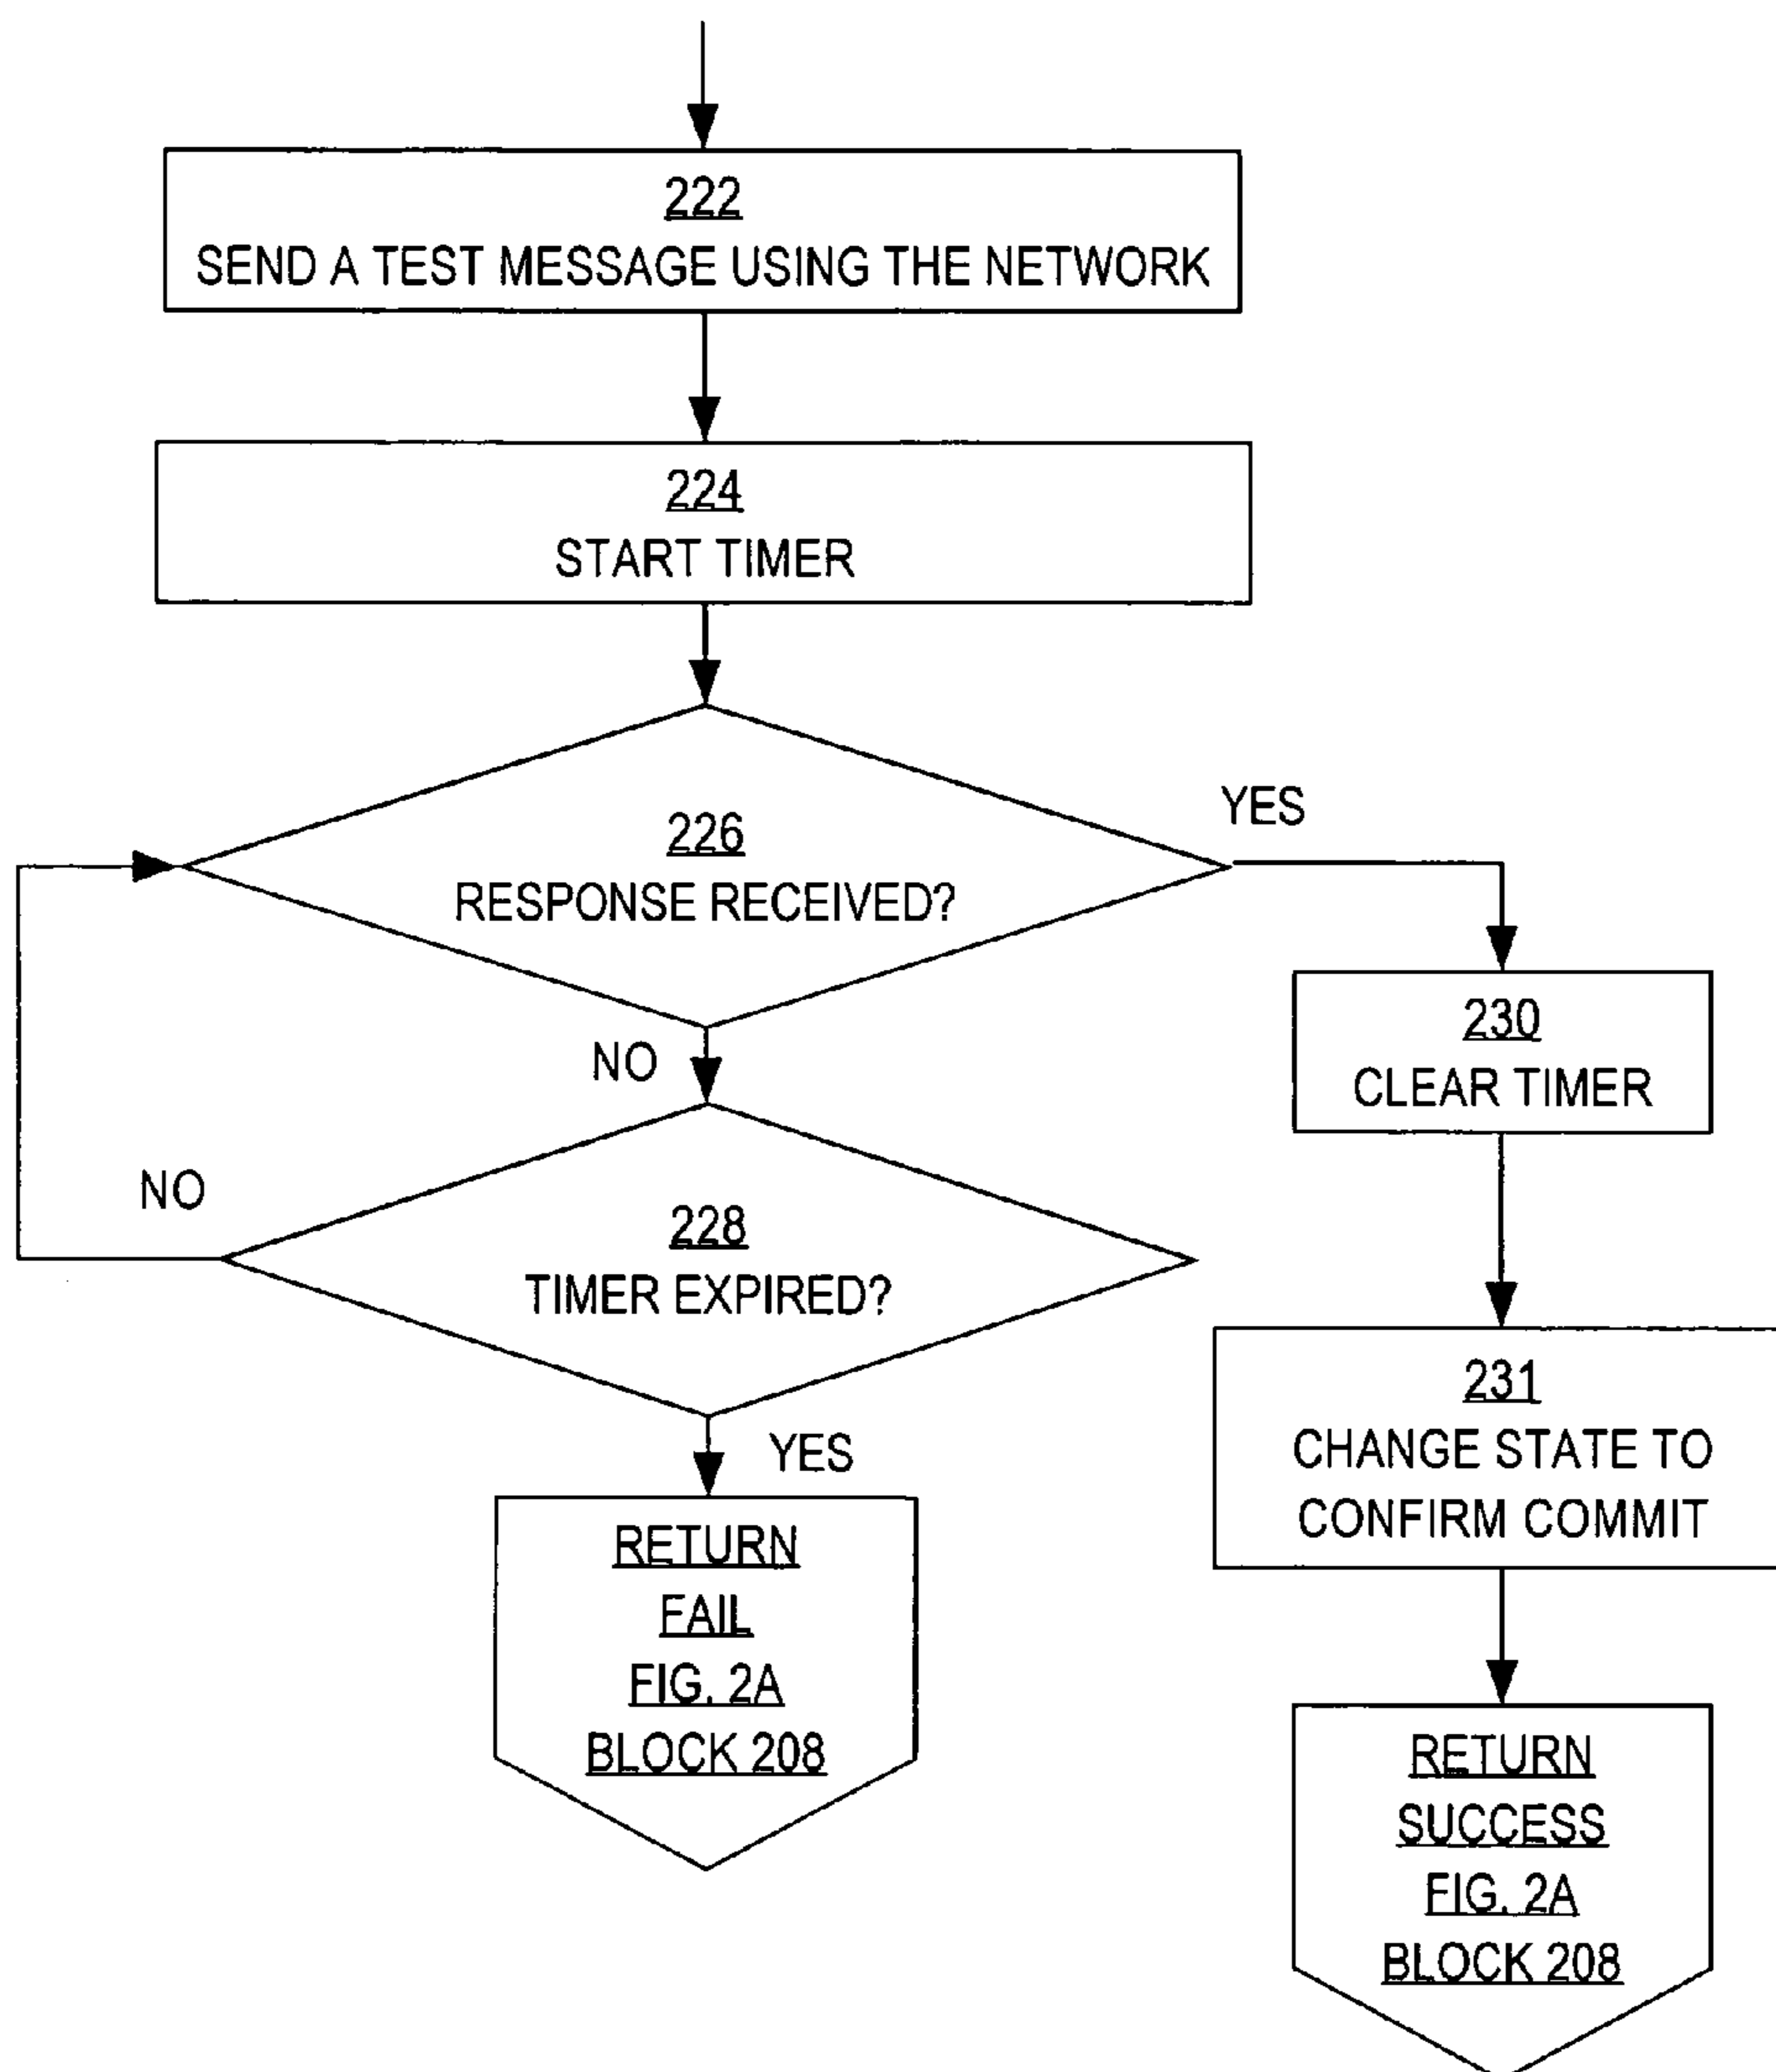 222
SEND A TEST MESSAGE USING THE NETWORK
224
START TIMER
226
RESPONSE RECEIVED?
YES
NO
230
CLEAR TIMER
228
TIMER EXPIRED?
NO
YES
231
CHANGE STATE TO
CONFIRM COMMIT
RETURN
FAIL
FIG. 2A
BLOCK 208
RETURN
SUCCESS
FIG. 2A
BLOCK 208